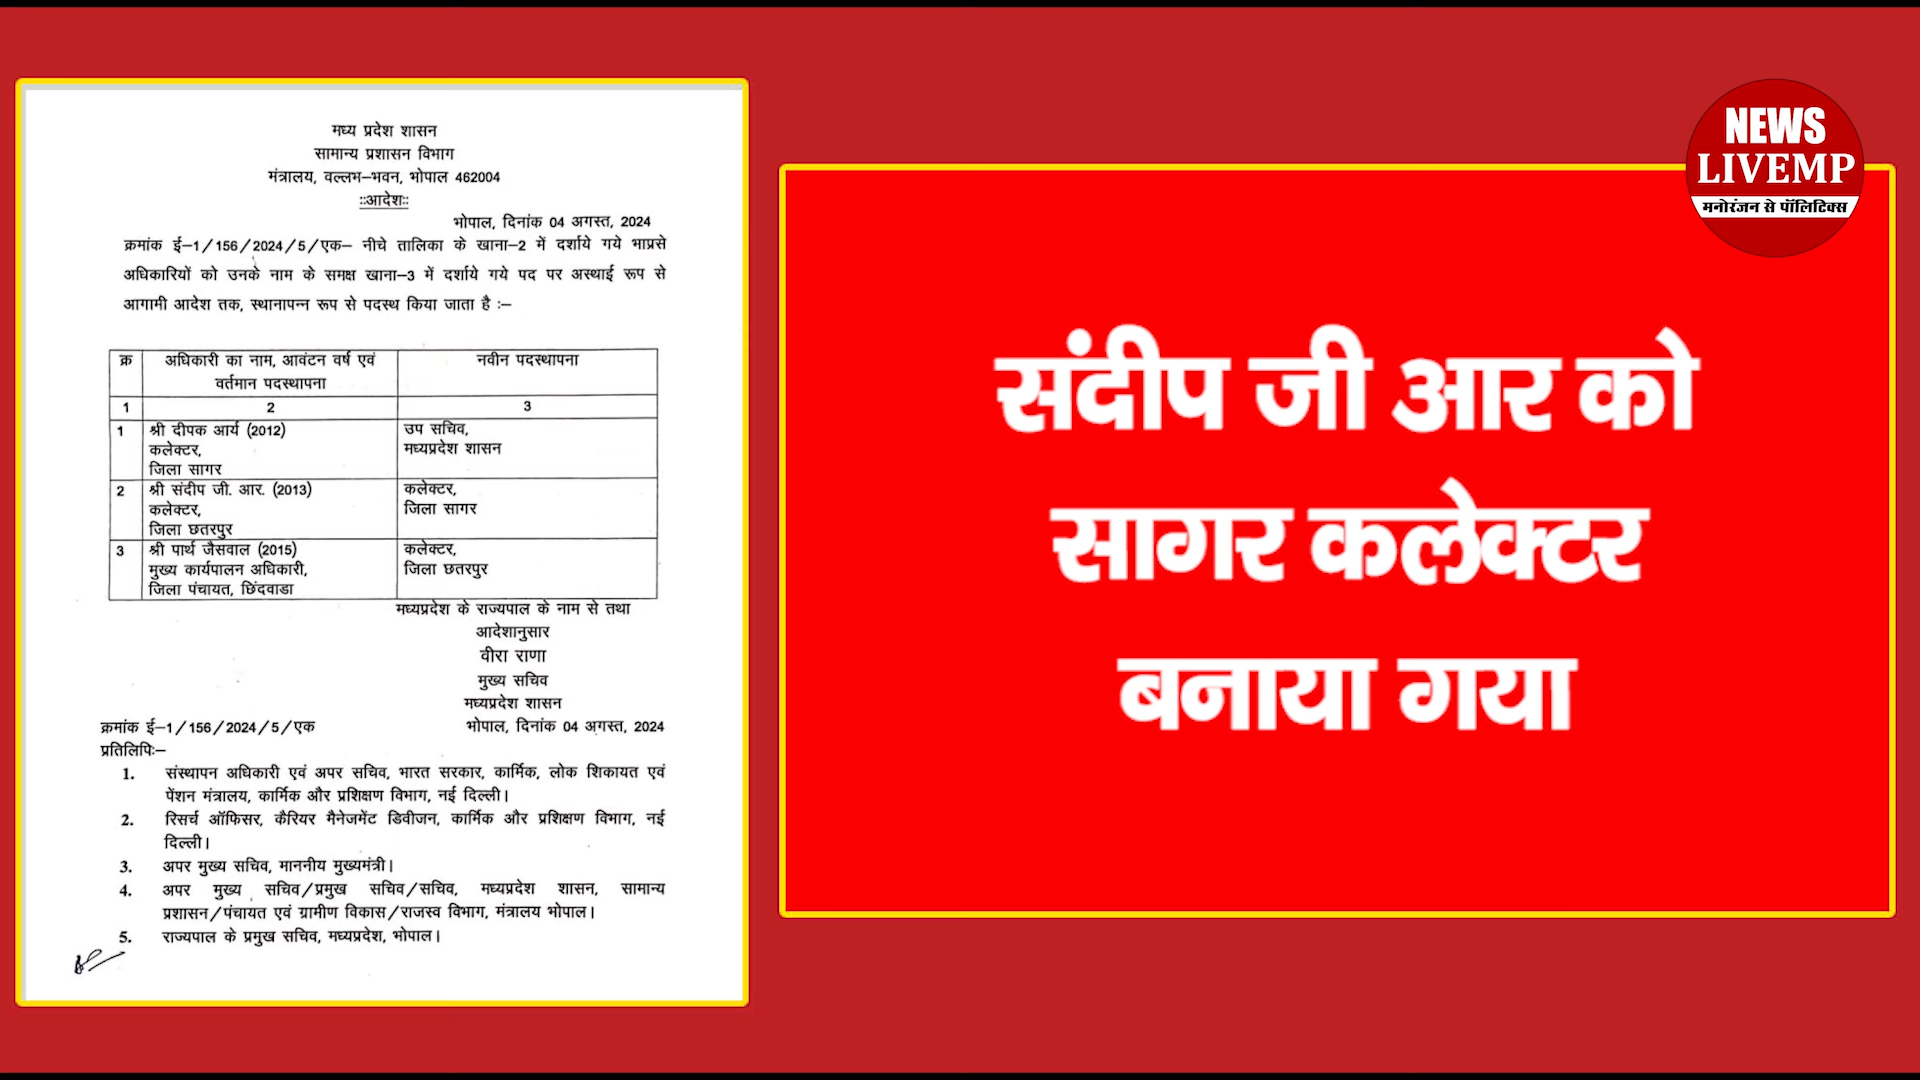 मध्य प्रदेश शासन
सामान्य प्रशासन विभाग
मंत्रालय, वल्लभ–भवन, भोपाल 462004
::आदेश::
भोपाल, दिनांक 04 अगस्त, 2024
क्रमांक ई–1/156/2024/5/एक– नीचे तालिका के खाना–2 में दर्शाये गये भाप्रसे
अधिकारियों को उनके नाम के समक्ष खाना–3 में दर्शाये गये पद पर अस्थाई रूप से
आगामी आदेश तक, स्थानापन्न रूप से पदस्थ किया जाता है :–
क्र अधिकारी का नाम, आवंटन वर्ष एवं नवीन पदस्थापना
वर्तमान पदस्थापना
1 2 3
1 श्री दीपक आर्य (2012) उप सचिव,
कलेक्टर, मध्यप्रदेश शासन
जिला सागर
2 श्री संदीप जी. आर. (2013) कलेक्टर,
कलेक्टर, जिला सागर
जिला छतरपुर
3 श्री पार्थ जैसवाल (2015) कलेक्टर,
मुख्य कार्यपालन अधिकारी, जिला छतरपुर
जिला पंचायत, छिंदवाडा
मध्यप्रदेश के राज्यपाल के नाम से तथा
आदेशानुसार
वीरा राणा
मुख्य सचिव
मध्यप्रदेश शासन
क्रमांक ई–1/156/2024/5/एक भोपाल, दिनांक 04 अगस्त, 2024
प्रतिलिपिः–
1. संस्थापन अधिकारी एवं अपर सचिव, भारत सरकार, कार्मिक, लोक शिकायत एवं
पेंशन मंत्रालय, कार्मिक और प्रशिक्षण विभाग, नई दिल्ली।
2. रिसर्च ऑफिसर, कैरियर मैनेजमेंट डिवीजन, कार्मिक और प्रशिक्षण विभाग, नई
दिल्ली।
3. अपर मुख्य सचिव, माननीय मुख्यमंत्री।
4. अपर मुख्य सचिव/प्रमुख सचिव/सचिव, मध्यप्रदेश शासन, सामान्य
प्रशासन/पंचायत एवं ग्रामीण विकास/राजस्व विभाग, मंत्रालय भोपाल।
5. राज्यपाल के प्रमुख सचिव, मध्यप्रदेश, भोपाल।
NEWS
LIVEMP
मनोरंजन से पॉलिटिक्स
संदीप जी आर को
सागर कलेक्टर
बनाया गया